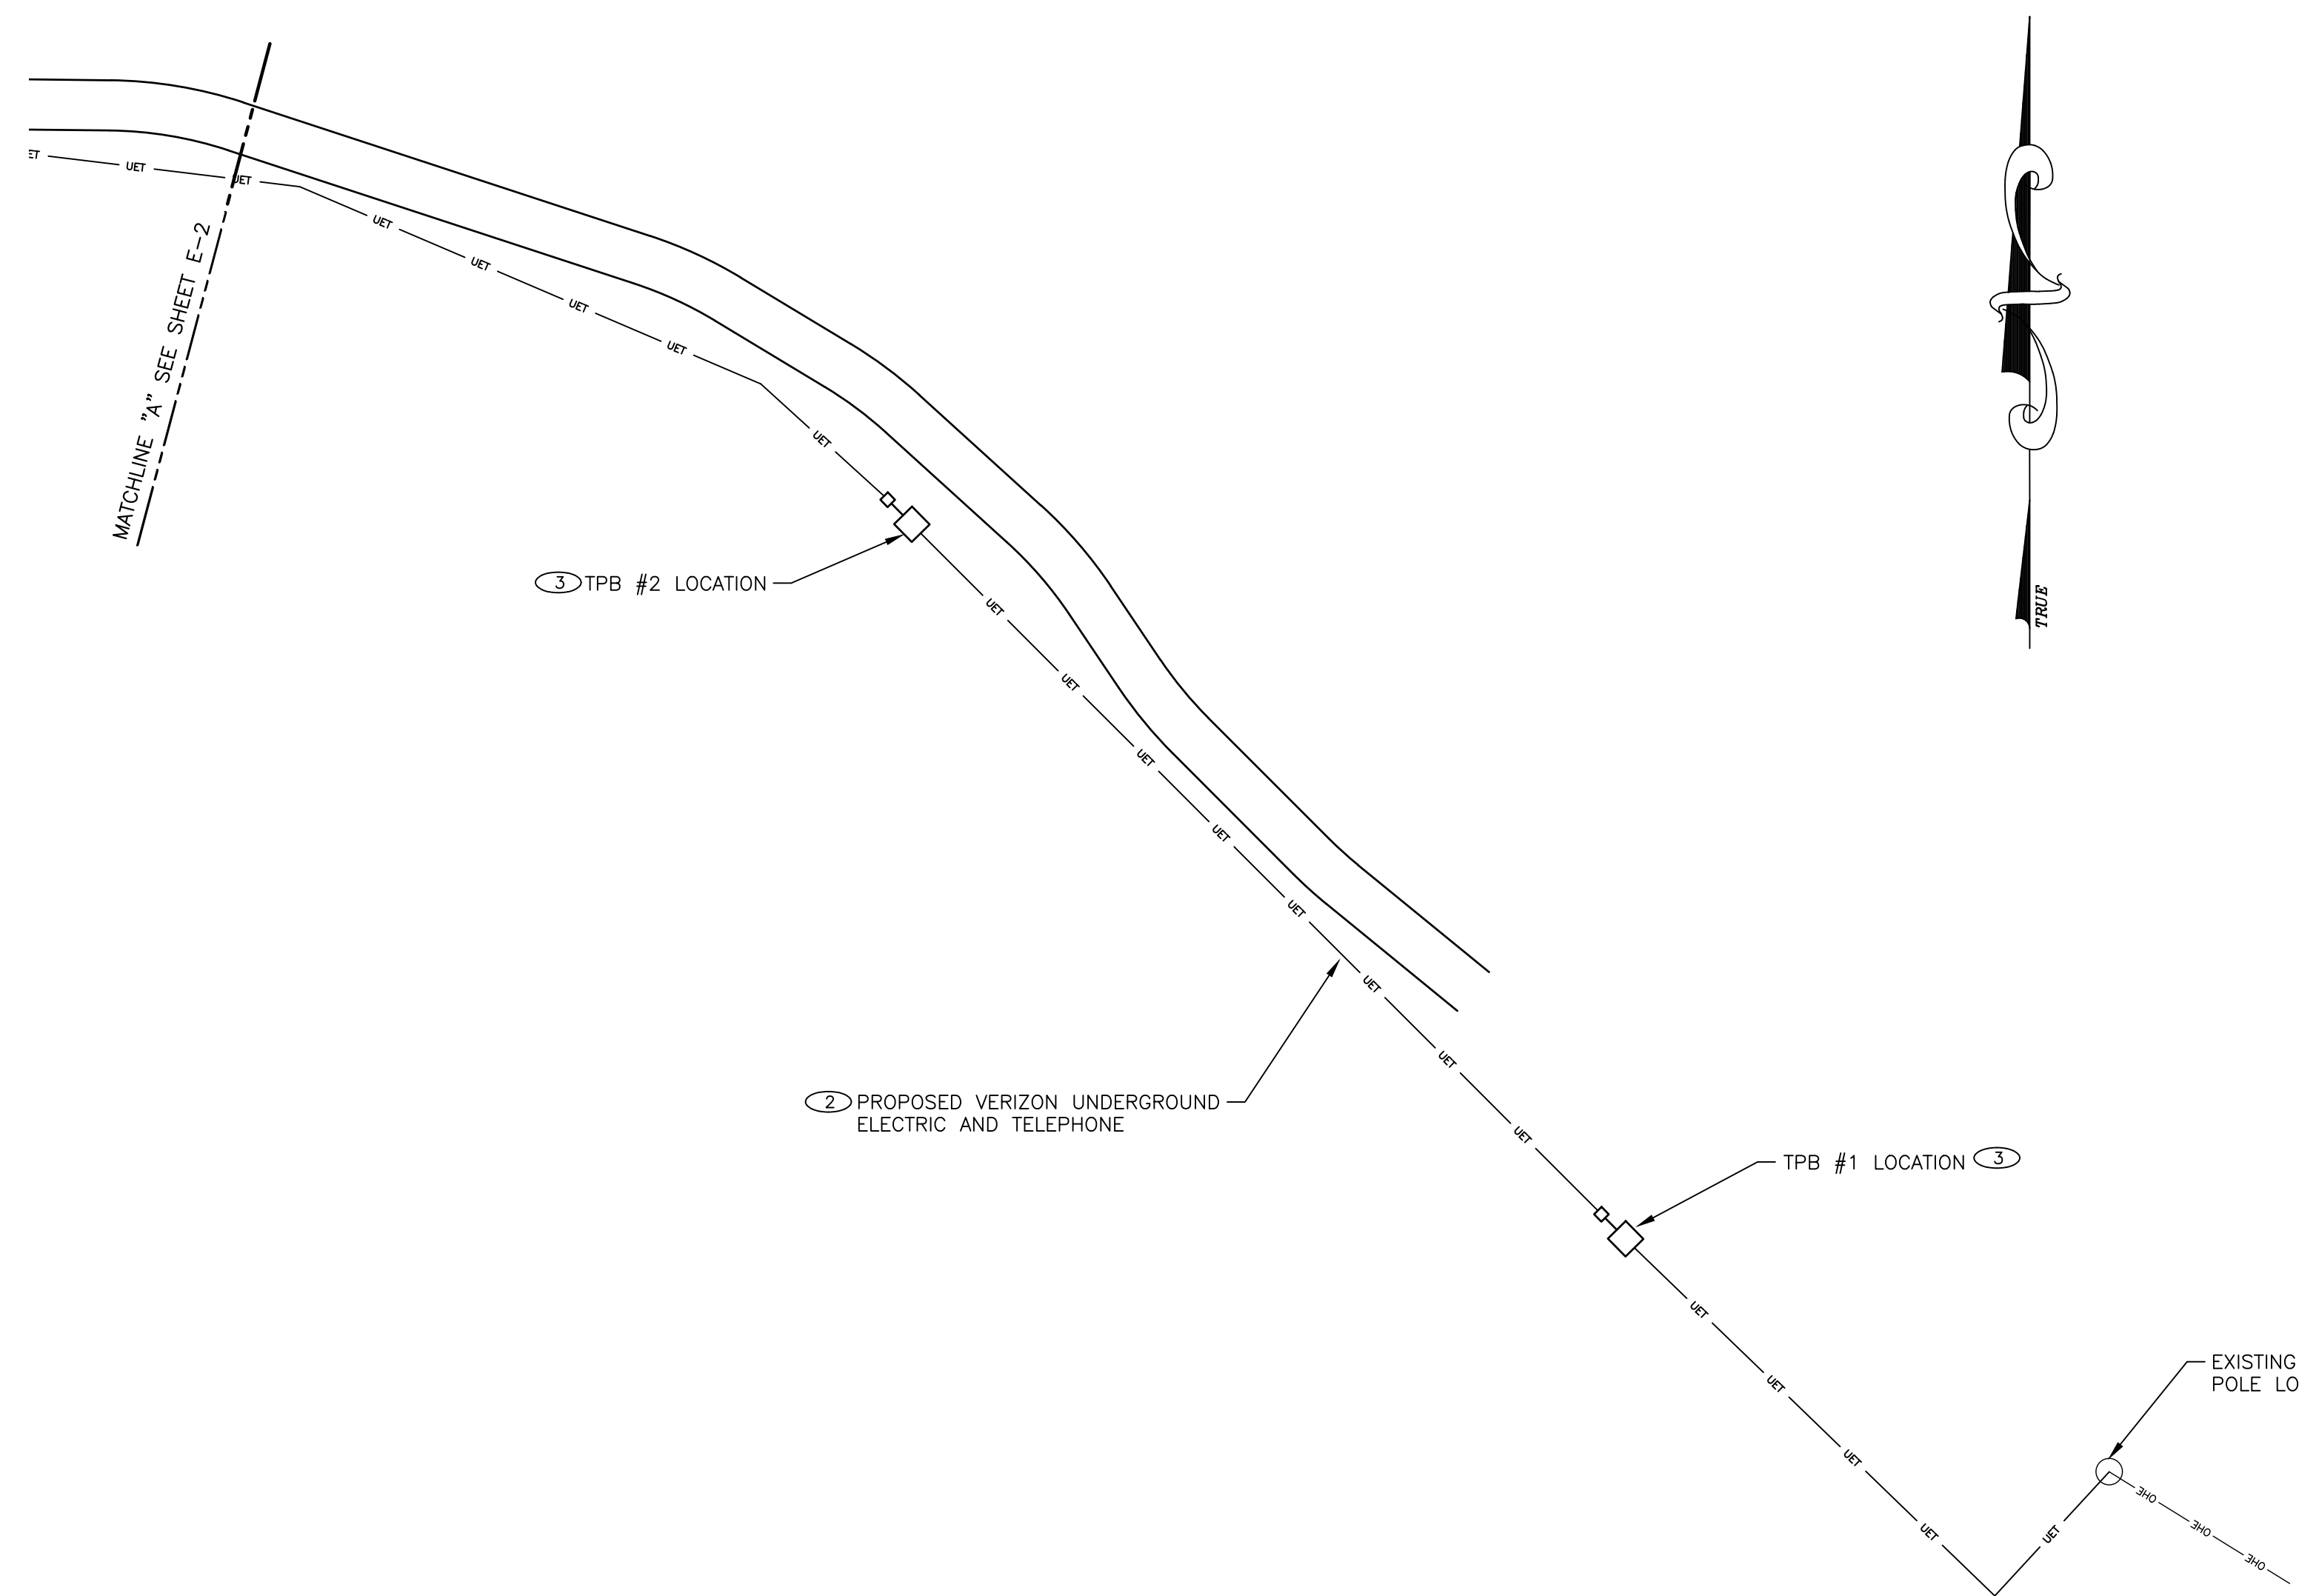 ET
UET
UET
UET
UET
UET
UET
MATCHLINE "A" SEE SHEET E-2
UET
3 TPB #2 LOCATION
TRUE
UET
UET
UET
UET
UET
UET
UET
2 PROPOSED VERIZON UNDERGROUND
ELECTRIC AND TELEPHONE
UET
TPB #1 LOCATION 3
UET
UET
UET
UET
UET
EXISTING
POLE LO
OHE
OHE
OHE